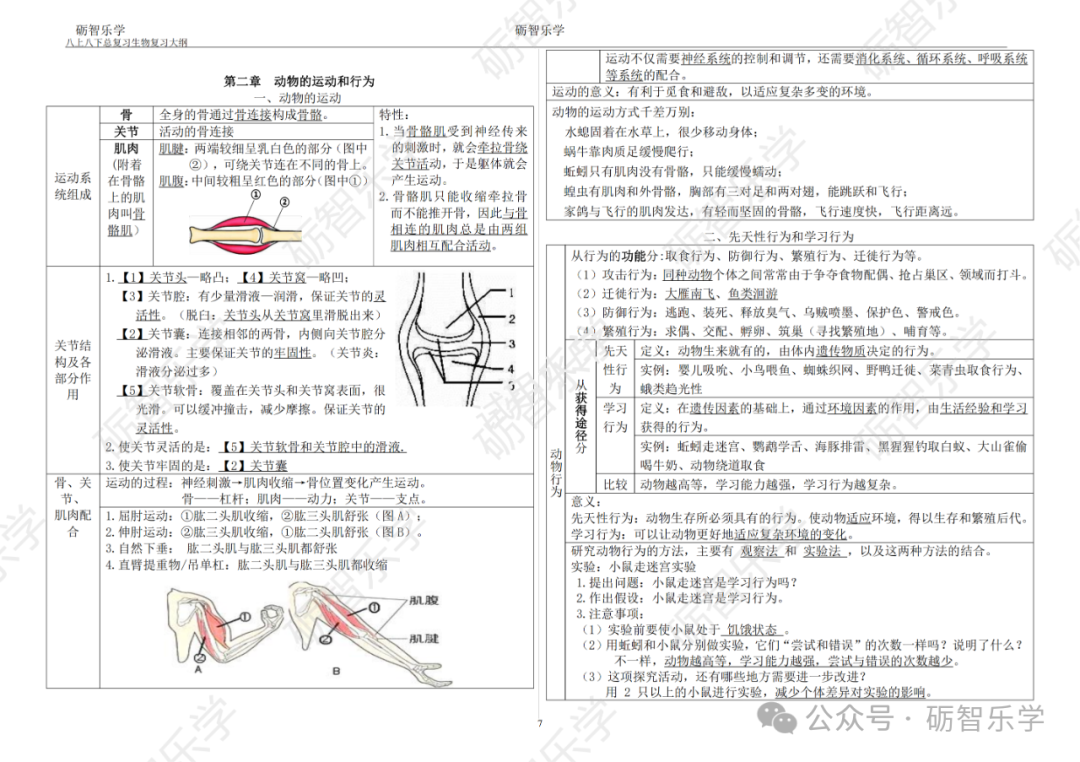 砺智乐学
八上八下总复习生物复习大纲
第二章 动物的运动和行为
一、动物的运动
运动系统组成
骨
全身的骨通过骨连接构成骨骼。
关节
活动的骨连接
肌肉
(附着在骨骼上的肌肉叫骨骼肌)
肌腱：两端较细呈乳白色的部分（图中②），可绕关节连在不同的骨上。
肌腹：中间较粗呈红色的部分（图中①）
①
②
特性：
1.当骨骼肌受到神经传来的刺激时，就会牵拉骨绕关节活动，于是躯体就会产生运动。
2.骨骼肌只能收缩牵拉骨而不能推开骨，因此与骨相连的肌肉总是由两组肌肉相互配合活动。
关节结构及各部分作用
1.【1】关节头—略凸；【4】关节窝—略凹；
【3】关节腔：有少量滑液—润滑，保证关节的灵活性。（脱臼：关节头从关节窝里滑脱出来）
【2】关节囊：连接相邻的两骨，内侧向关节腔分泌滑液。主要保证关节的牢固性。（关节炎：滑液分泌过多）
【5】关节软骨：覆盖在关节头和关节窝表面，很光滑，可以缓冲撞击，减少摩擦。保证关节的灵活性。
2.使关节灵活的是：【5】关节软骨和关节腔中的滑液.
3.使关节牢固的是：【2】关节囊
1
2
3
4
5
骨、关节、肌肉配合
运动的过程：神经刺激→肌肉收缩→骨位置变化产生运动。
骨——杠杆；肌肉——动力；关节——支点。
1.屈肘运动：①肱二头肌收缩，②肱三头肌舒张（图A）；
2.伸肘运动：②肱三头肌收缩，①肱二头肌舒张（图B）。
3.自然下垂： 肱二头肌与肱三头肌都舒张
4.直臂提重物/吊单杠：肱二头肌与肱三头肌都收缩
①
②
A
①
②
B
肌腹
肌腱
砺智乐学
运动不仅需要神经系统的控制和调节，还需要消化系统、循环系统、呼吸系统等系统的配合。
运动的意义：有利于觅食和避敌，以适应复杂多变的环境。
动物的运动方式千差万别：
水螅固着在水草上，很少移动身体；
蜗牛靠肉质足缓慢爬行；
蚯蚓只有肌肉没有骨骼，只能缓慢蠕动；
蝗虫有肌肉和外骨骼，胸部有三对足和两对翅，能跳跃和飞行；
家鸽与飞行的肌肉发达，有轻而坚固的骨骼，飞行速度快，飞行距离远。
二、先天性行为和学习行为
动物行为
从行为的功能分：取食行为、防御行为、繁殖行为、迁徙行为等。
（1）攻击行为：同种动物个体之间常常由于争夺食物配偶、抢占巢区、领域而打斗。
（2）迁徙行为：大雁南飞、鱼类洄游
（3）防御行为：逃跑、装死、释放臭气、乌贼喷墨、保护色、警戒色。
（4）繁殖行为：求偶、交配、孵卵、筑巢（寻找繁殖地）、哺育等。
从获得途径分
先天性行为
定义：动物生来就有的，由体内遗传物质决定的行为。
实例：婴儿吸吮、小鸟喂鱼、蜘蛛织网、野鸭迁徙、菜青虫取食行为、蛾类趋光性
学习行为
定义：在遗传因素的基础上，通过环境因素的作用，由生活经验和学习获得的行为。
实例：蚯蚓走迷宫、鹦鹉学舌、海豚排雷、黑猩猩钓取白蚁、大山雀偷喝牛奶、动物绕道取食
比较
动物越高等，学习能力越强，学习行为越复杂。
意义：
先天性行为：动物生存所必须具有的行为。使动物适应环境，得以生存和繁殖后代。
学习行为：可以让动物更好地适应复杂环境的变化。
研究动物行为的方法，主要有 观察法 和 实验法 ，以及这两种方法的结合。
实验：小鼠走迷宫实验
1.提出问题：小鼠走迷宫是学习行为吗？
2.作出假设：小鼠走迷宫是学习行为。
3.注意事项：
（1）实验前要使小鼠处于 饥饿状态 。
（2）用蚯蚓和小鼠分别做实验，它们“尝试和错误”的次数一样吗？说明了什么？
不一样，动物越高等，学习能力越强，尝试与错误的次数越少。
（3）这项探究活动，还有哪些地方需要进一步改进？
用 2 只以上的小鼠进行实验，减少个体差异对实验的影响。
7
公众号 · 砺智乐学